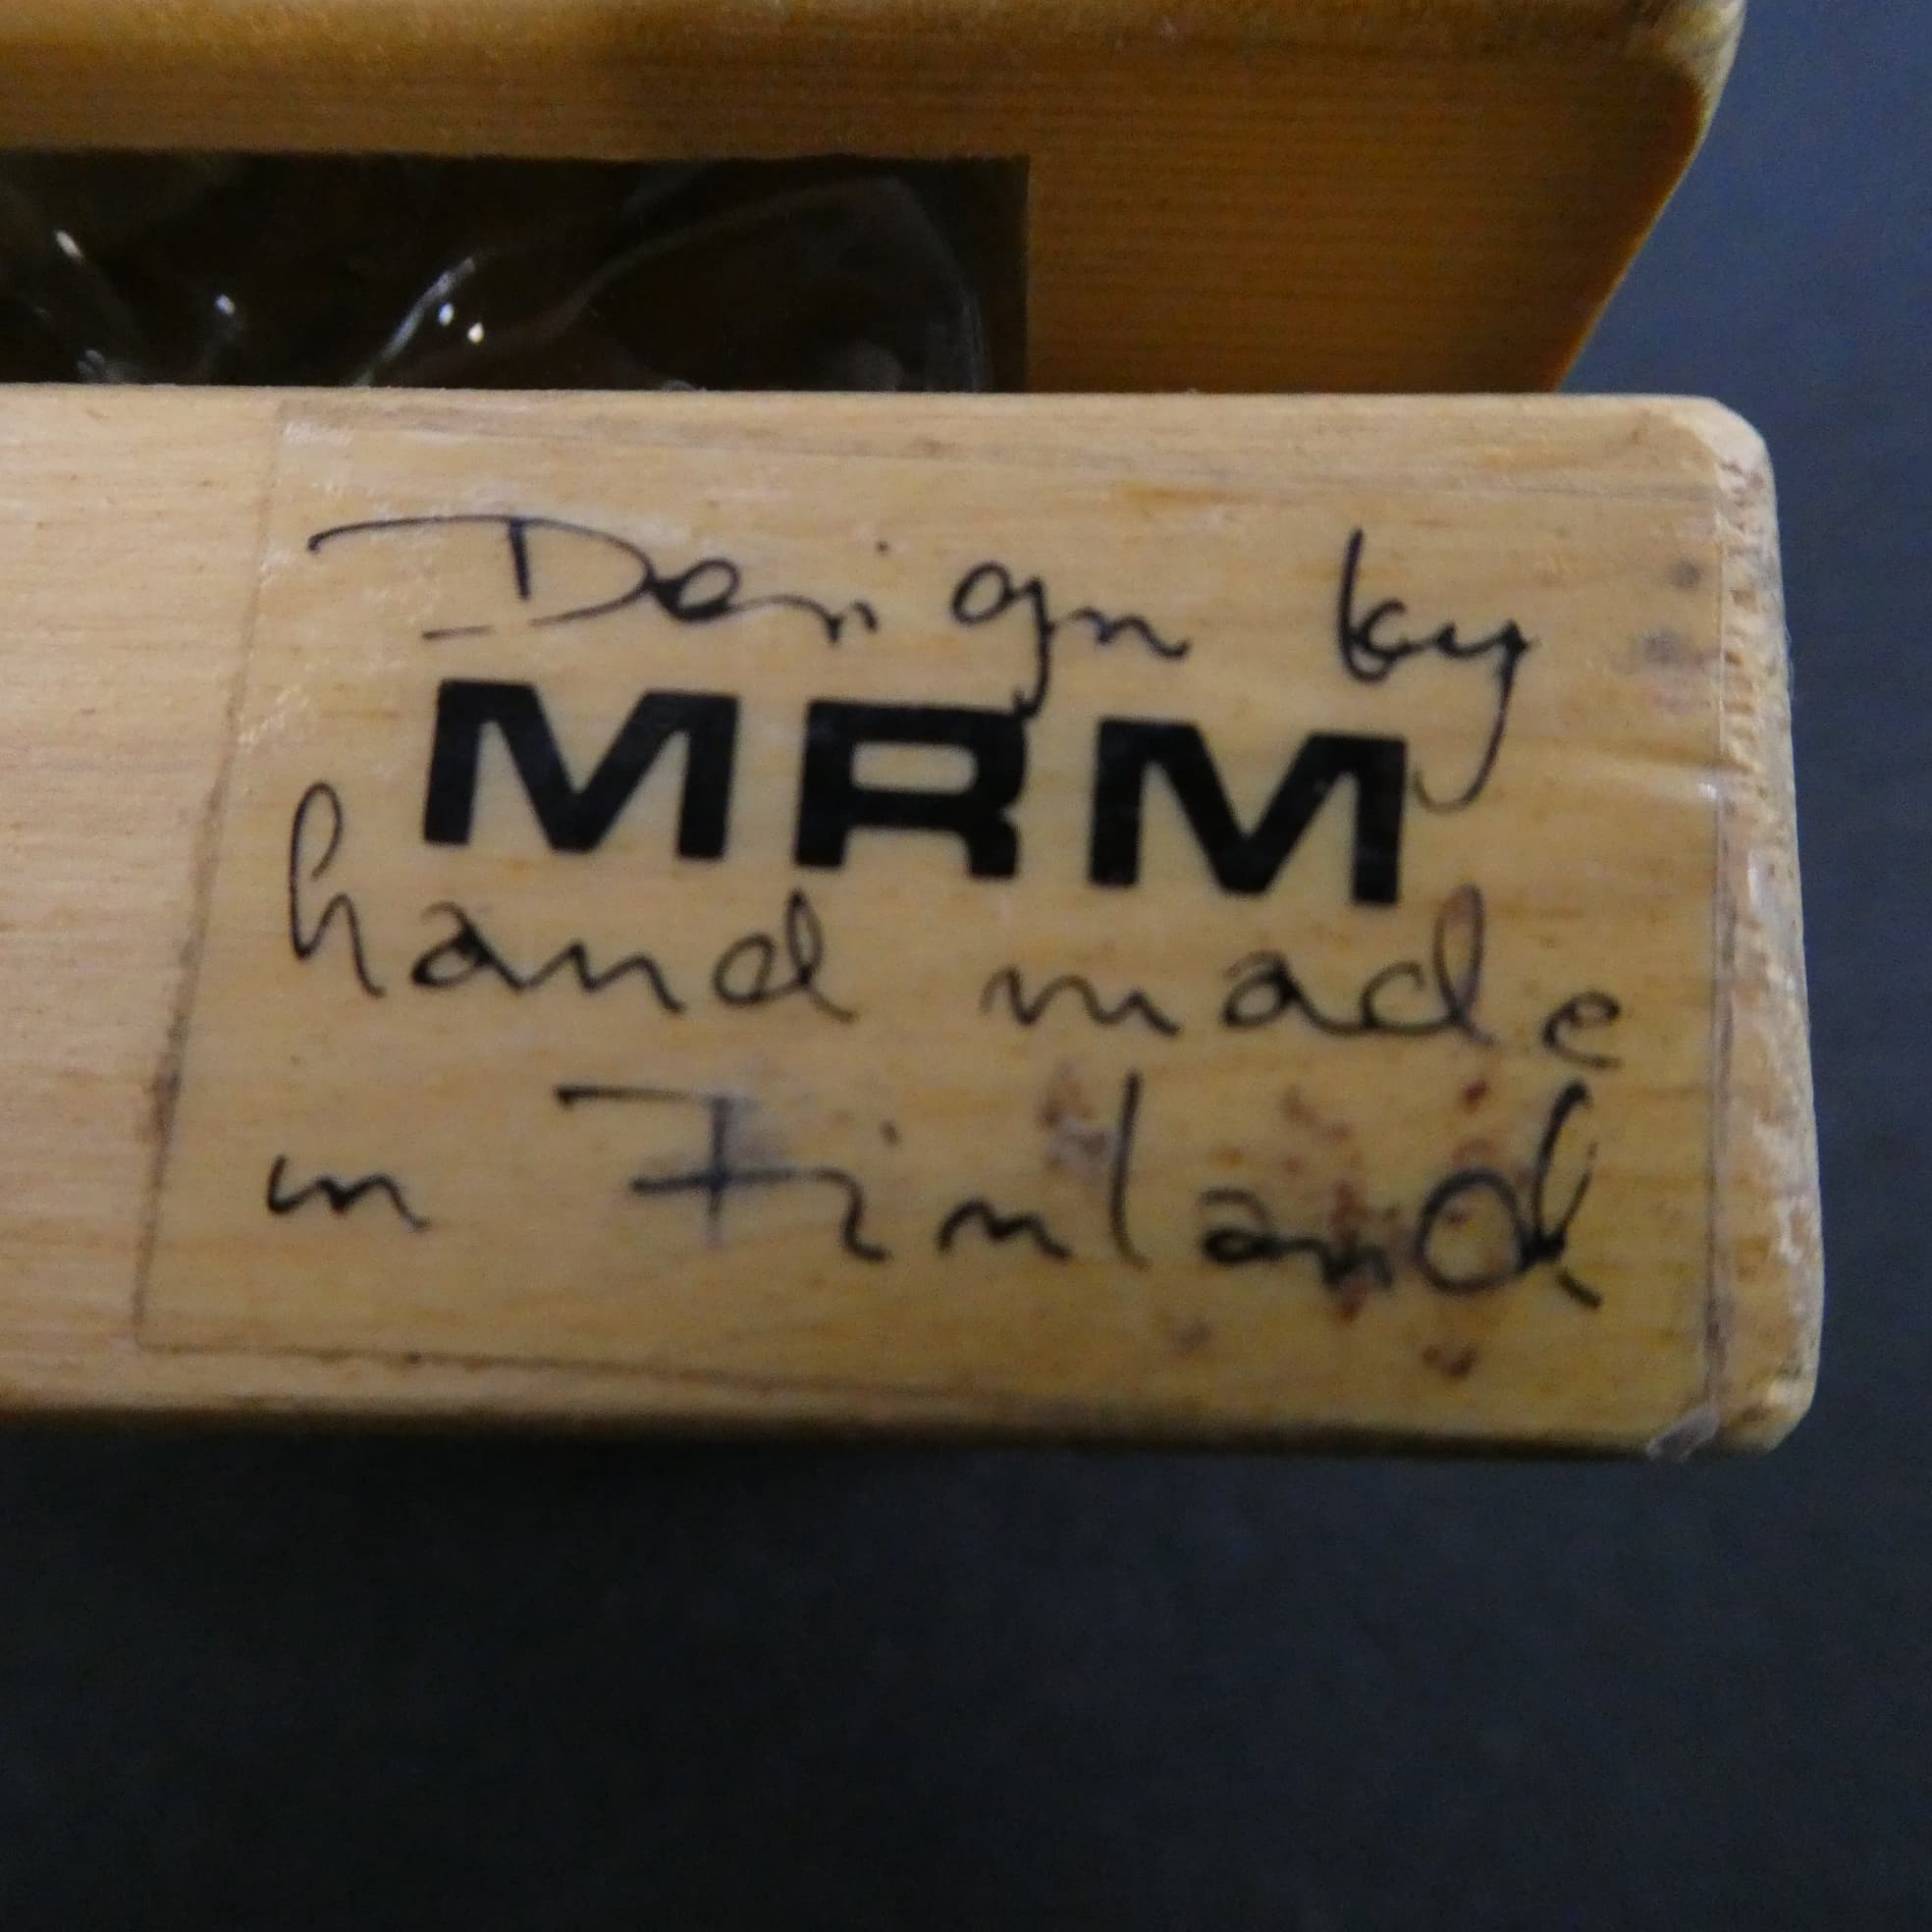 Design by
MRM
hand made
in Finland